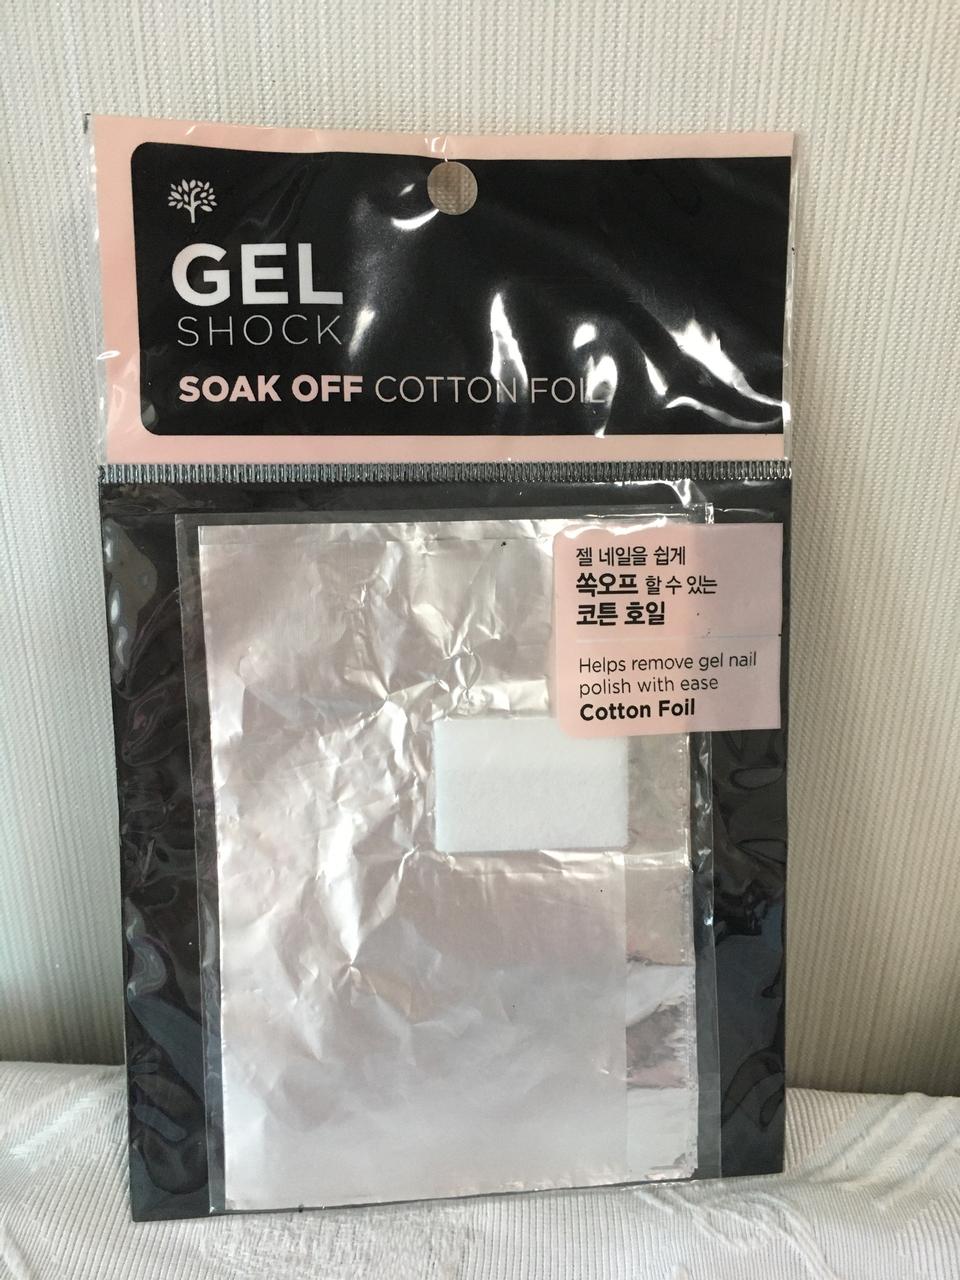 GEL
SHOCK
SOAK OFF COTTON FOIL
젤 네일을 쉽게
쏙오프 할 수 있는
코튼 호일
Helps remove gel nail
polish with ease
Cotton Foil